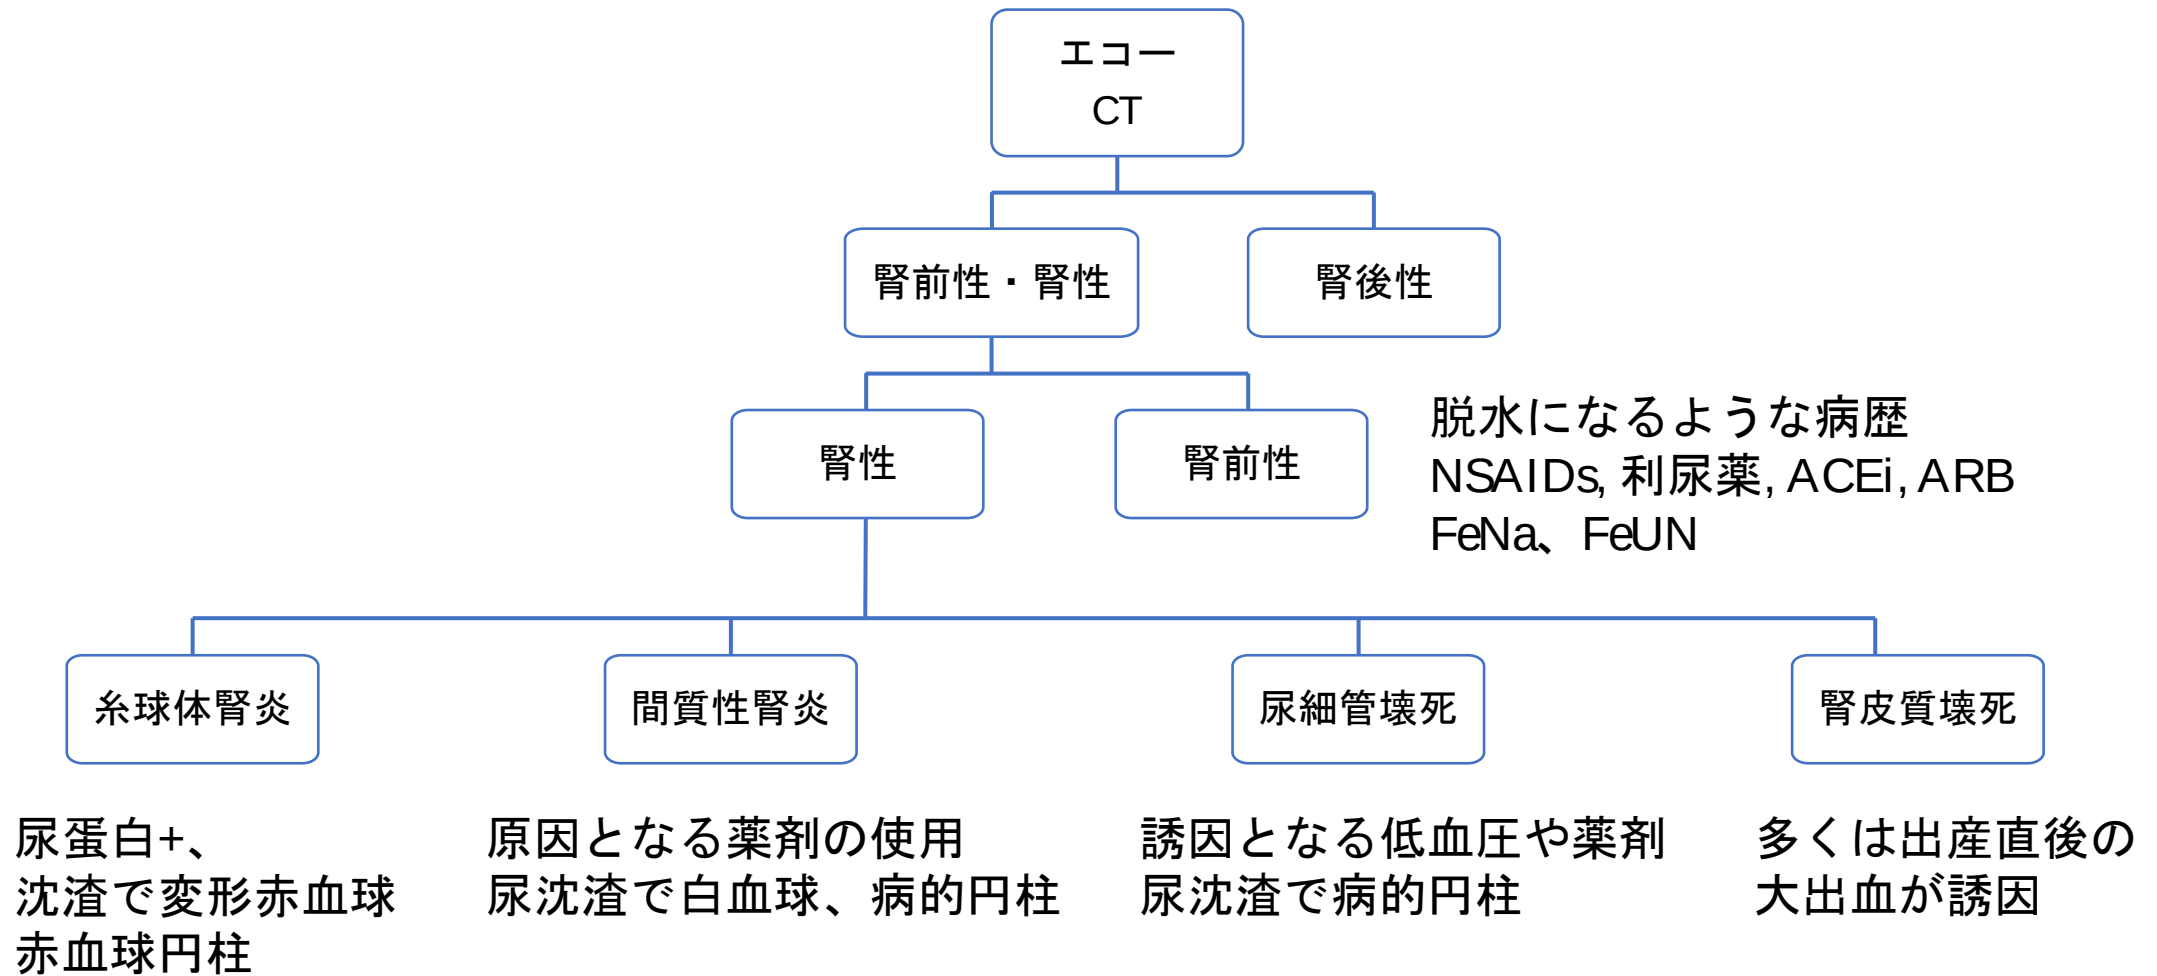 エコー
CT
腎前性・腎性
腎後性
腎性
腎前性
脱水になるような病歴
NSAIDs, 利尿薬, ACEi, ARB
FeNa、FeUN
糸球体腎炎
間質性腎炎
尿細管壊死
腎皮質壊死
尿蛋白+、
沈渣で変形赤血球
赤血球円柱
原因となる薬剤の使用
尿沈渣で白血球、病的円柱
誘因となる低血圧や薬剤
尿沈渣で病的円柱
多くは出産直後の
大出血が誘因